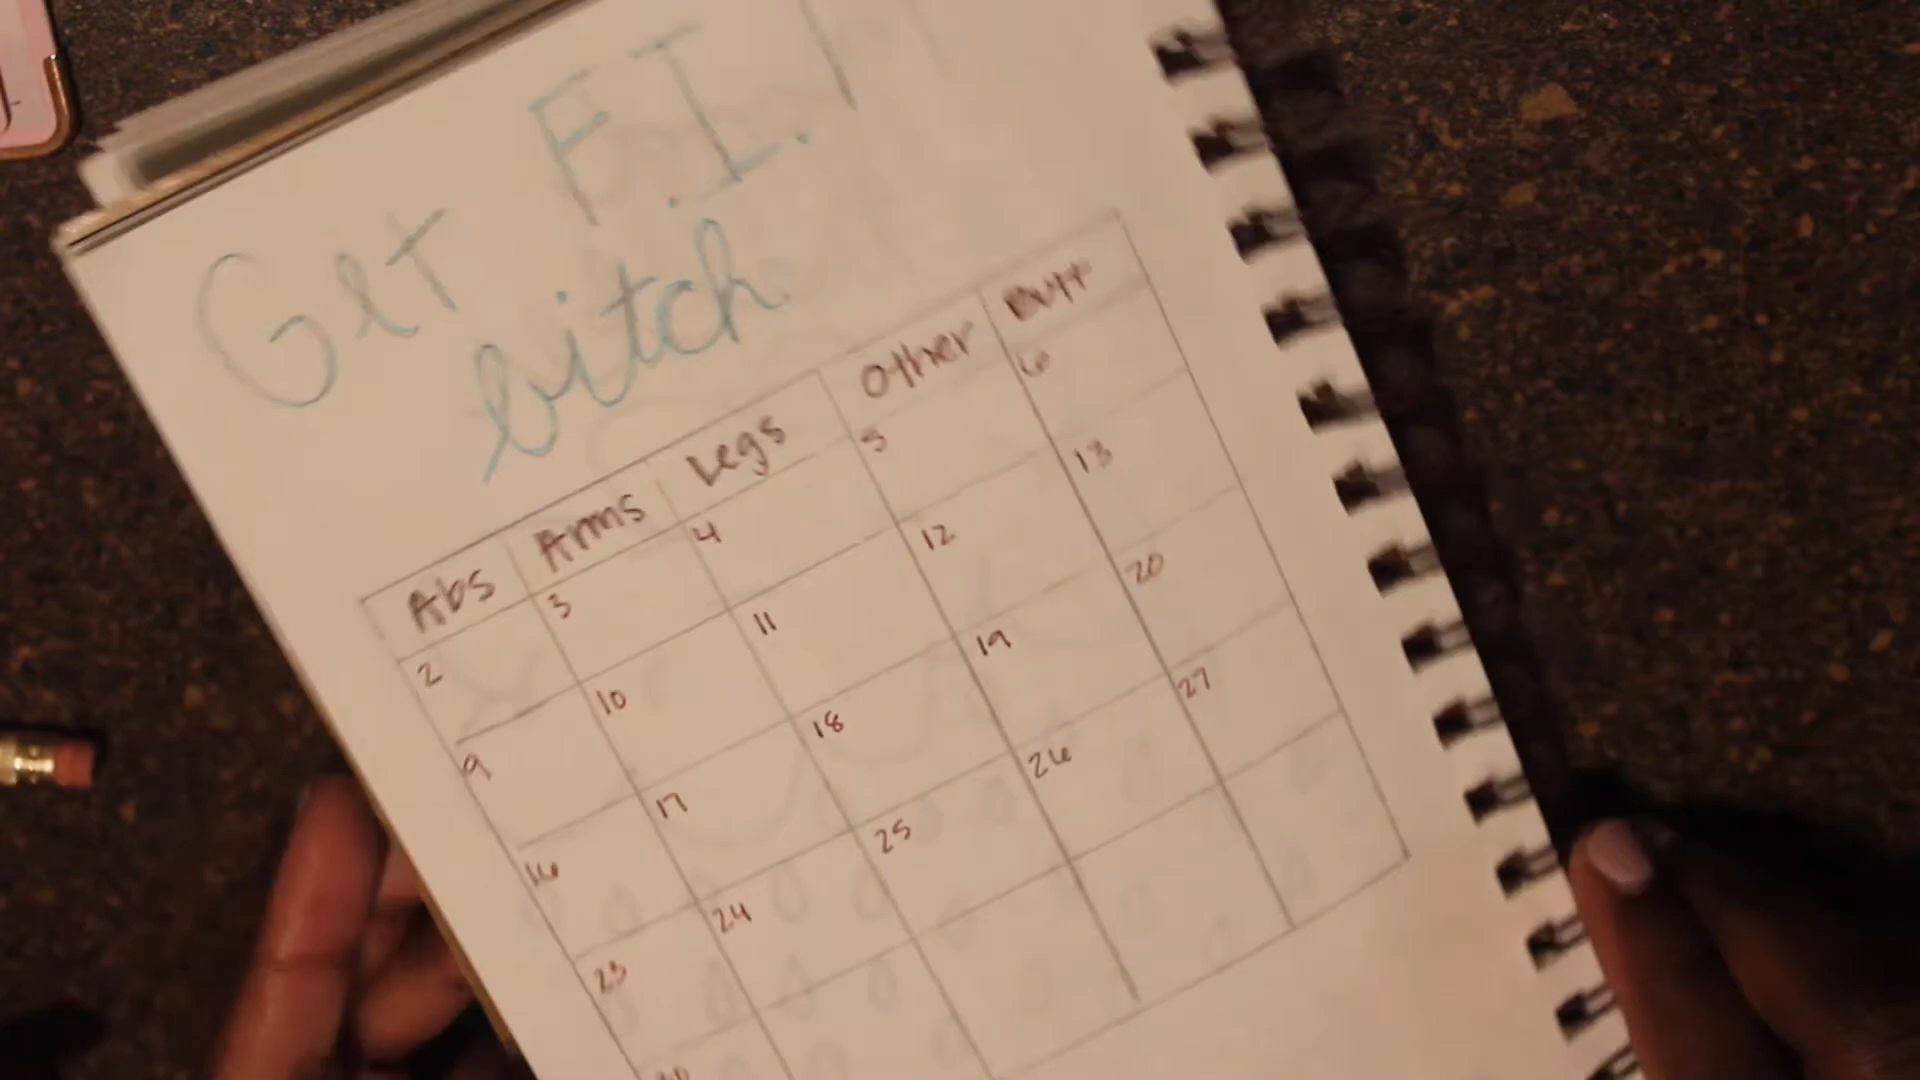 Get F.I.
bitch
Abs Arms Legs Other Butt
2 3 4 5 6
9 10 11 12 13
16 17 18 19 20
23 24 25 26 27
30